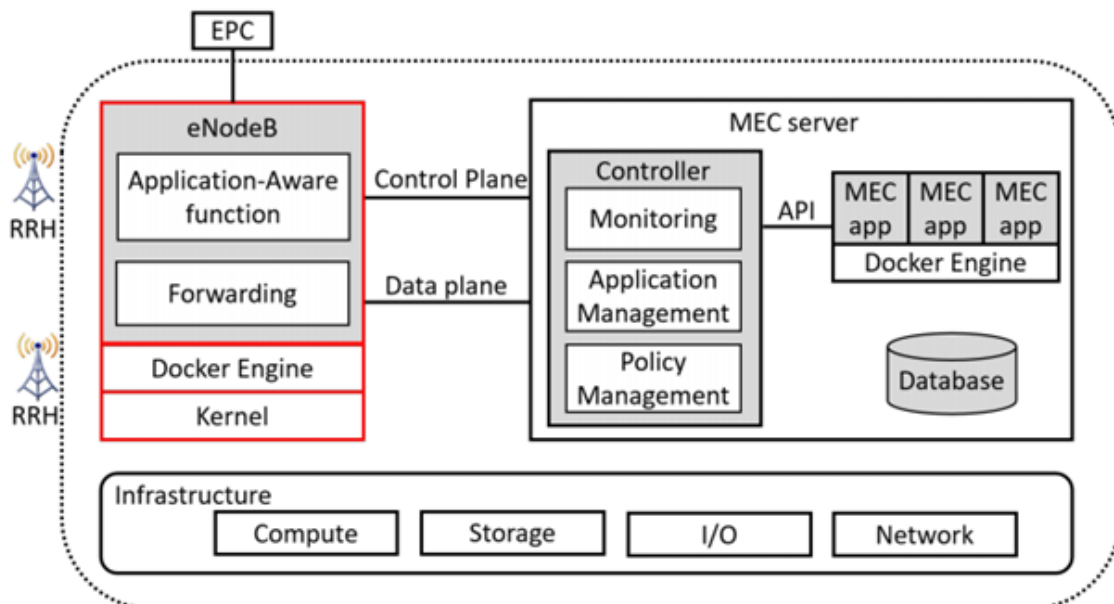 EPC
eNodeB
Application-Aware
function
Forwarding
Docker Engine
Kernel
RRH
RRH
Control Plane
Data plane
MEC server
Controller
Monitoring
Application
Management
Policy
Management
API
MEC
app
MEC
app
MEC
app
Docker Engine
Database
Infrastructure
Compute
Storage
I/O
Network